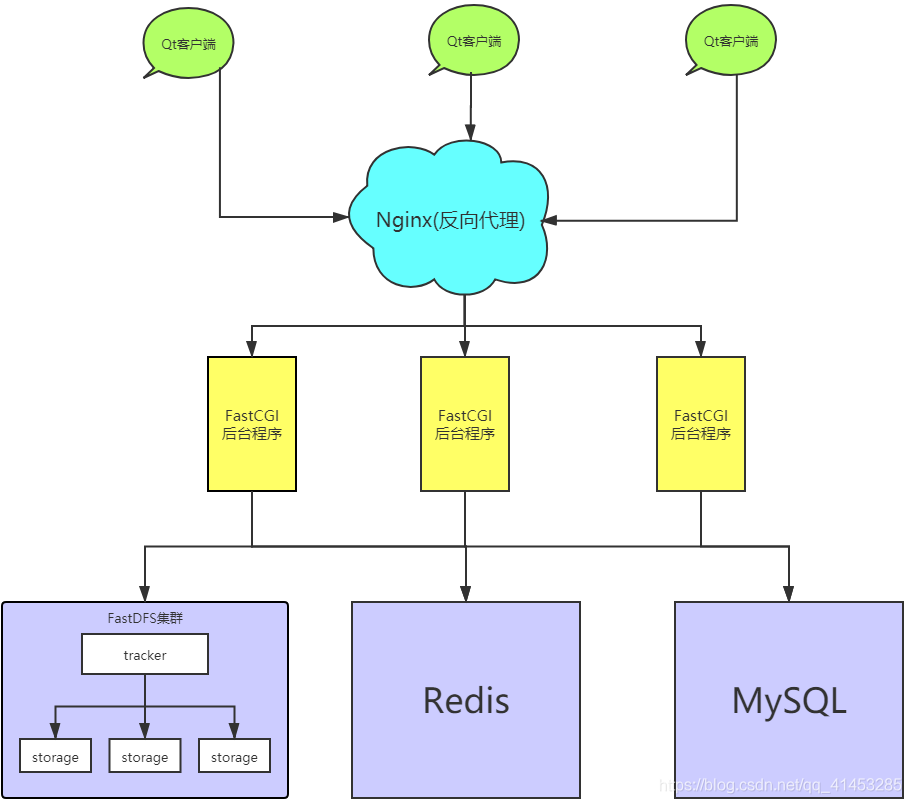 Qt客户端
Qt客户端
Qt客户端
Nginx(反向代理)
FastCGI
后台程序
FastCGI
后台程序
FastCGI
后台程序
FastDFS集群
tracker
storage
storage
storage
Redis
MySQL
https://blog.csdn.net/qq_41453285